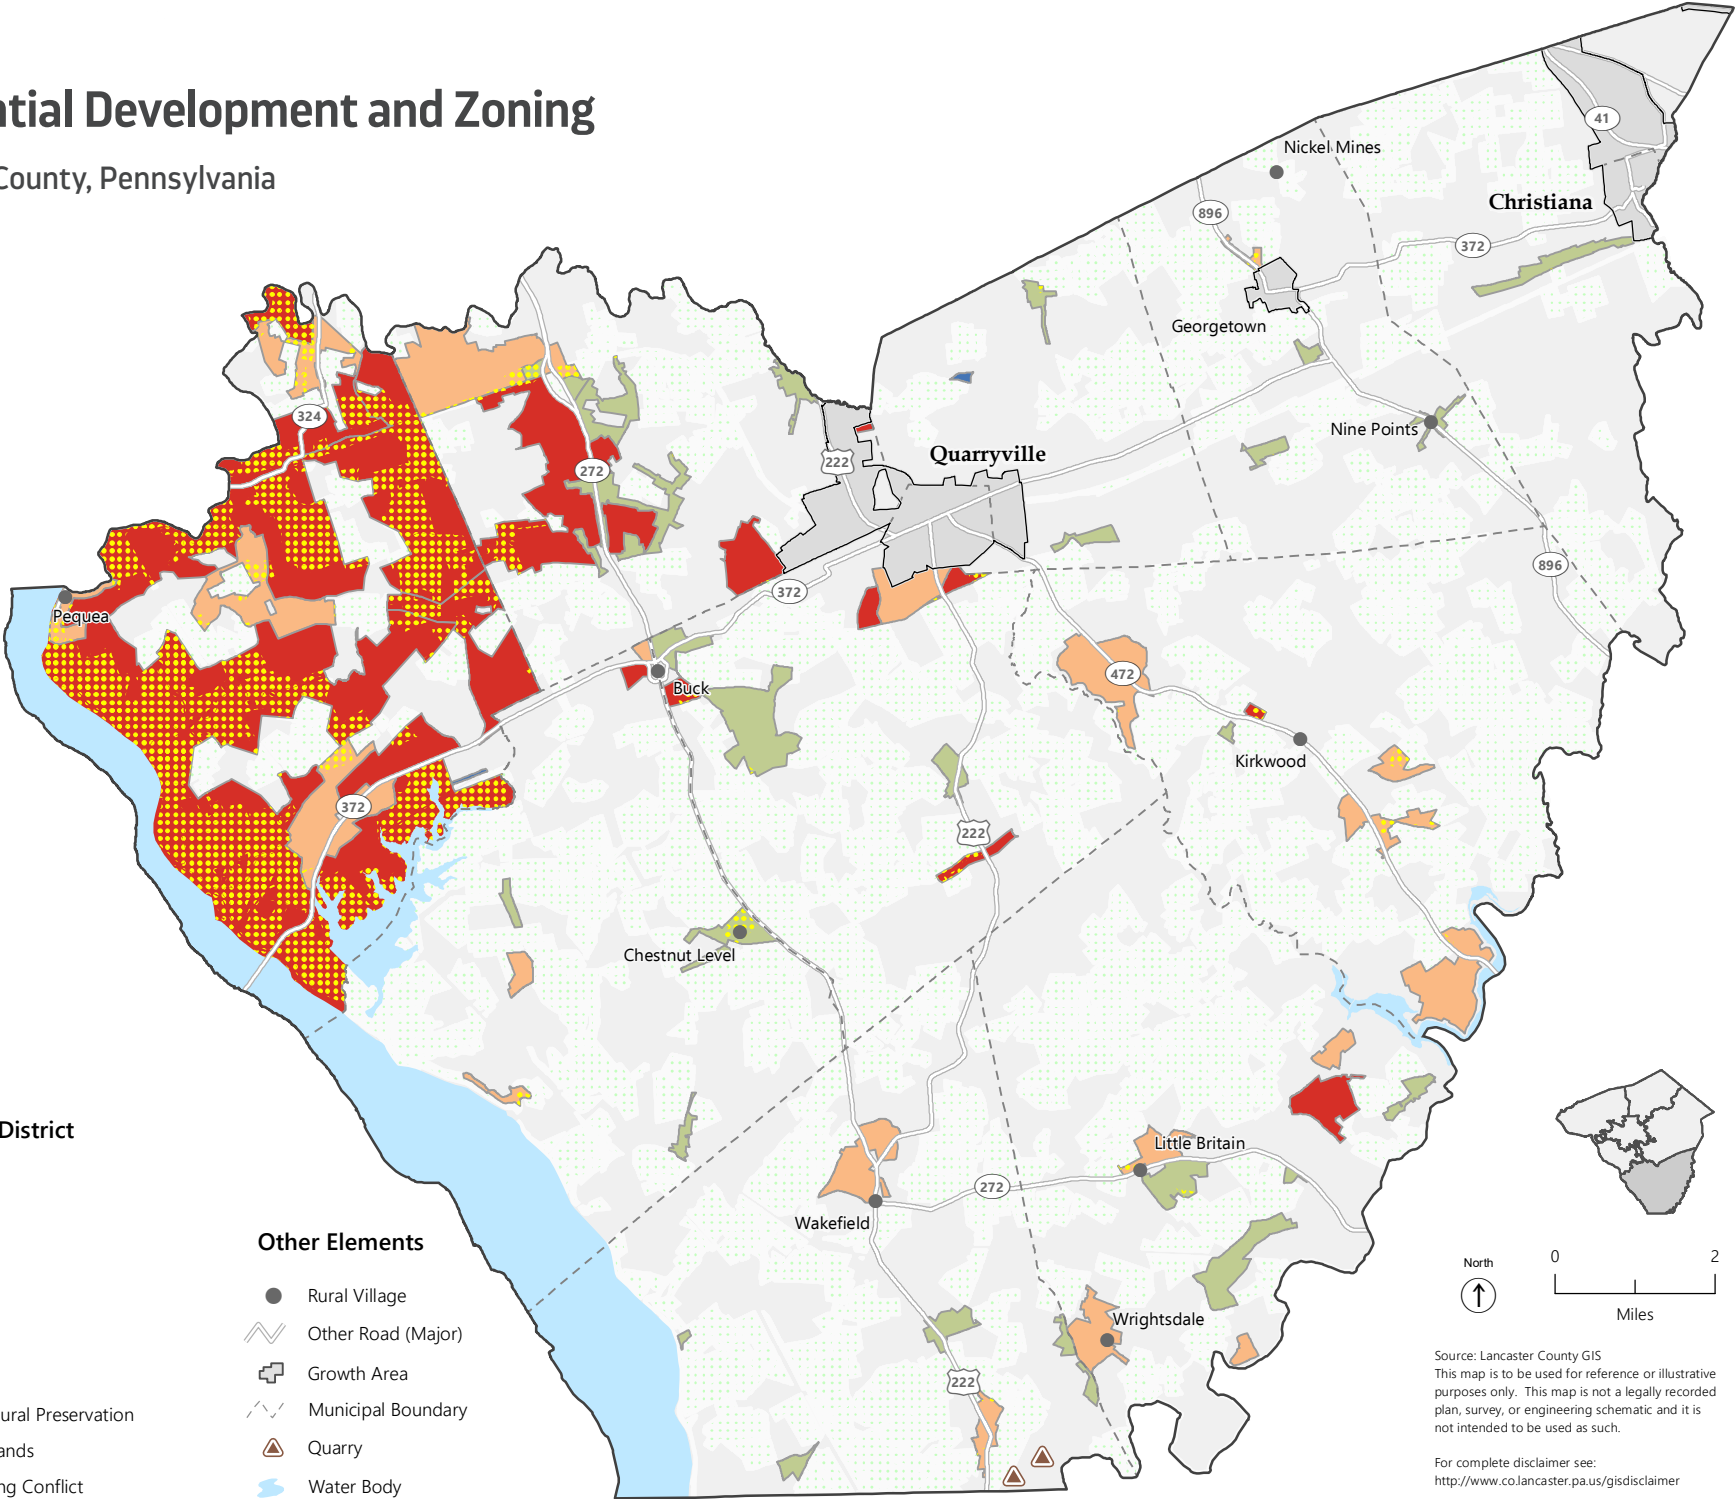 ntial Development and Zoning
County, Pennsylvania
Nickel Mines
41
Christiana
896
372
Georgetown
324
Nine Points
272
222
Quarryville
896
372
Pequea
Buck
472
Kirkwood
372
222
Chestnut Level
District
Little Britain
272
Wakefield
Other Elements
Rural Village
Other Road (Major)
Growth Area
Municipal Boundary
Quarry
Water Body
ural Preservation
ands
ng Conflict
Wrightsdale
222
North
0
2
Miles
Source: Lancaster County GIS
This map is to be used for reference or illustrative
purposes only. This map is not a legally recorded
plan, survey, or engineering schematic and it is
not intended to be used as such.
For complete disclaimer see:
http://www.co.lancaster.pa.us/gisdisclaimer